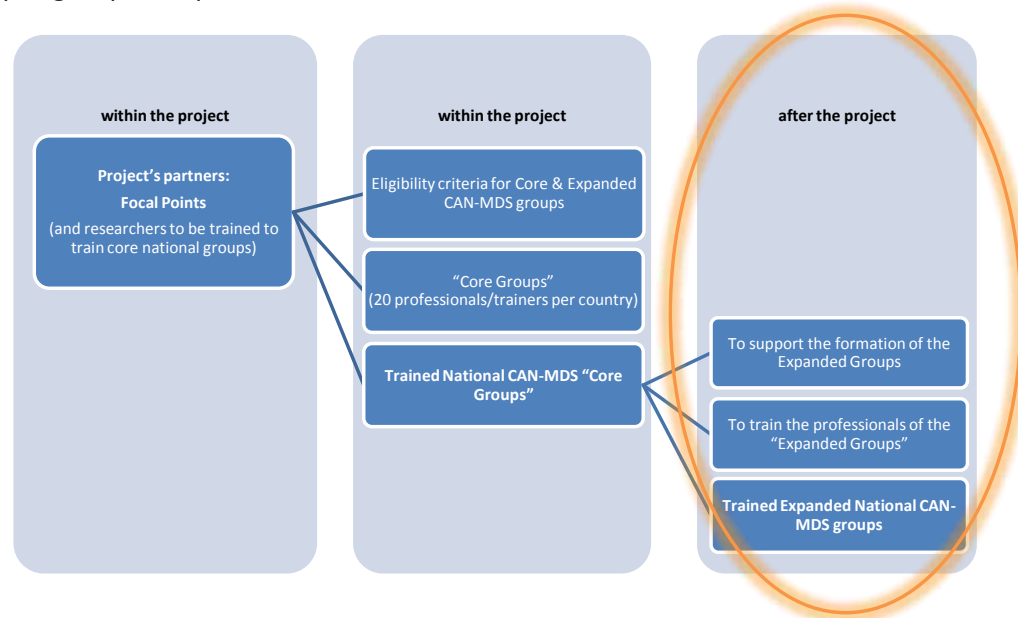 within the project
Project's partners:
Focal Points
(and researchers to be trained to
train core national groups)
within the project
Eligibility criteria for Core & Expanded
CAN-MDS groups
“Core Groups”
(20 professionals/trainers per country)
Trained National CAN-MDS “Core
Groups”
after the project
To support the formation of the
Expanded Groups
To train the professionals of the
“Expanded Groups”
Trained Expanded National CAN-
MDS groups